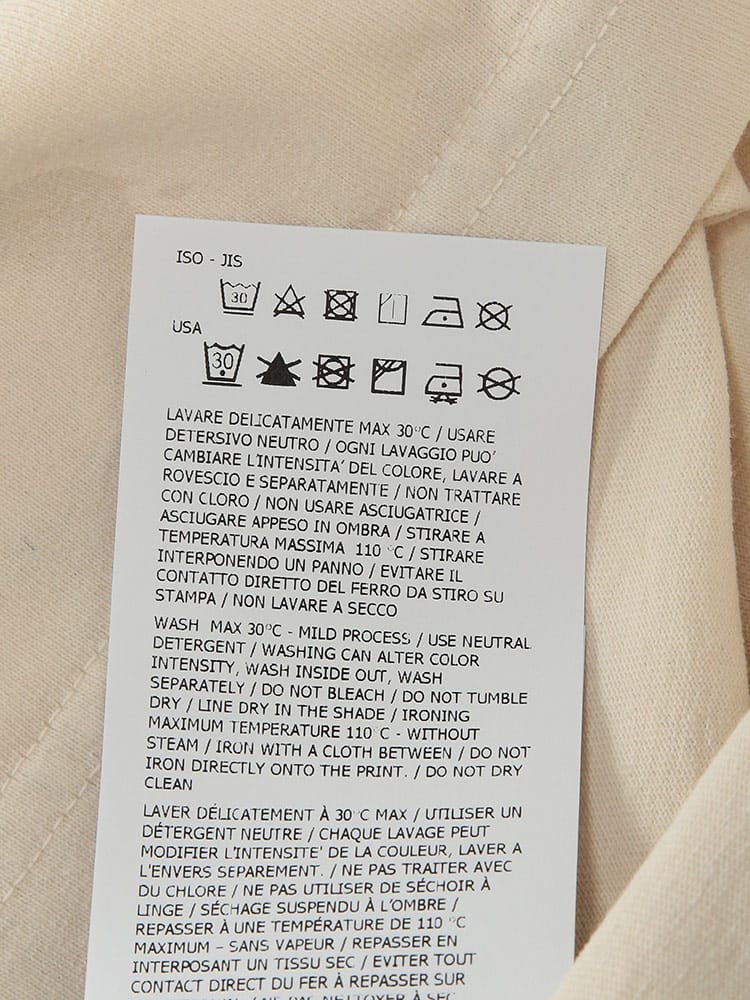 ISO - JIS
30
USA
30
LAVARE DELICATAMENTE MAX 30°C / USARE
DETERSIVO NEUTRO / OGNI LAVAGGIO PUO'
CAMBIARE L'INTENSITA' DEL COLORE, LAVARE A
ROVESCIO E SEPARATAMENTE / NON TRATTARE
CON CLORO / NON USARE ASCIUGATRICE /
ASCIUGARE APPESO IN OMBRA / STIRARE A
TEMPERATURA MASSIMA 110 °C / STIRARE
INTERPONENDO UN PANNO / EVITARE IL
CONTATTO DIRETTO DEL FERRO DA STIRO SU
STAMPA / NON LAVARE A SECCO
WASH MAX 30°C - MILD PROCESS / USE NEUTRAL
DETERGENT / WASHING CAN ALTER COLOR
INTENSITY, WASH INSIDE OUT, WASH
SEPARATELY / DO NOT BLEACH / DO NOT TUMBLE
DRY / LINE DRY IN THE SHADE / IRONING
MAXIMUM TEMPERATURE 110°C - WITHOUT
STEAM / IRON WITH A CLOTH BETWEEN / DO NOT
IRON DIRECTLY ONTO THE PRINT. / DO NOT DRY
CLEAN
LAVER DÉLICATEMENT À 30°C MAX / UTILISER UN
DÉTERGENT NEUTRE / CHAQUE LAVAGE PEUT
MODIFIER L'INTENSITE' DE LA COULEUR, LAVER A
L'ENVERS SEPAREMENT. / NE PAS TRAITER AVEC
DU CHLORE / NE PAS UTILISER DE SÉCHOIR À
LINGE / SÉCHAGE SUSPENDU À L'OMBRE /
REPASSER À UNE TEMPÉRATURE DE 110 °C
MAXIMUM – SANS VAPEUR / REPASSER EN
INTERPOSANT UN TISSU SEC / EVITER TOUT
CONTACT DIRECT DU FER À REPASSER SUR
/ NE PAS NETTOYER À SEC